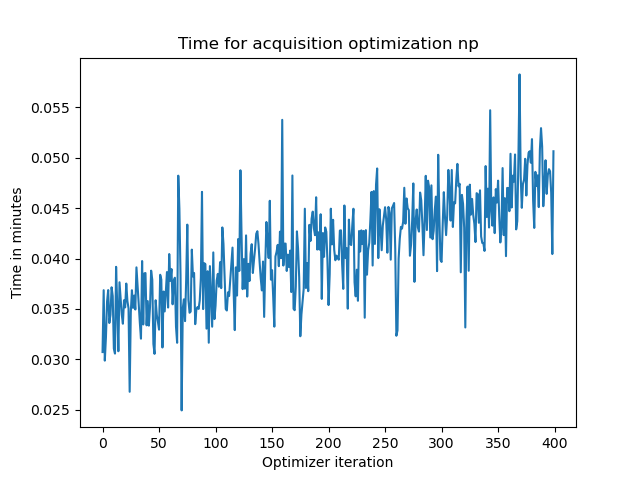 Time for acquisition optimization np
Time in minutes
0.055
0.050
0.045
0.040
0.035
0.030
0.025
0 50 100 150 200 250 300 350 400
Optimizer iteration